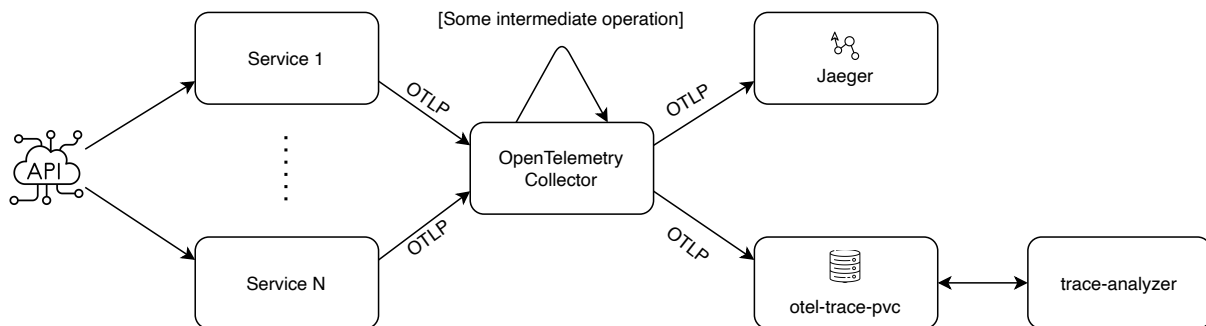 [Some intermediate operation]
Service 1
OTLP
OTLP
Jaeger
API
OpenTelemetry
Collector
Service N
OTLP
OTLP
otel-trace-pvc
trace-analyzer